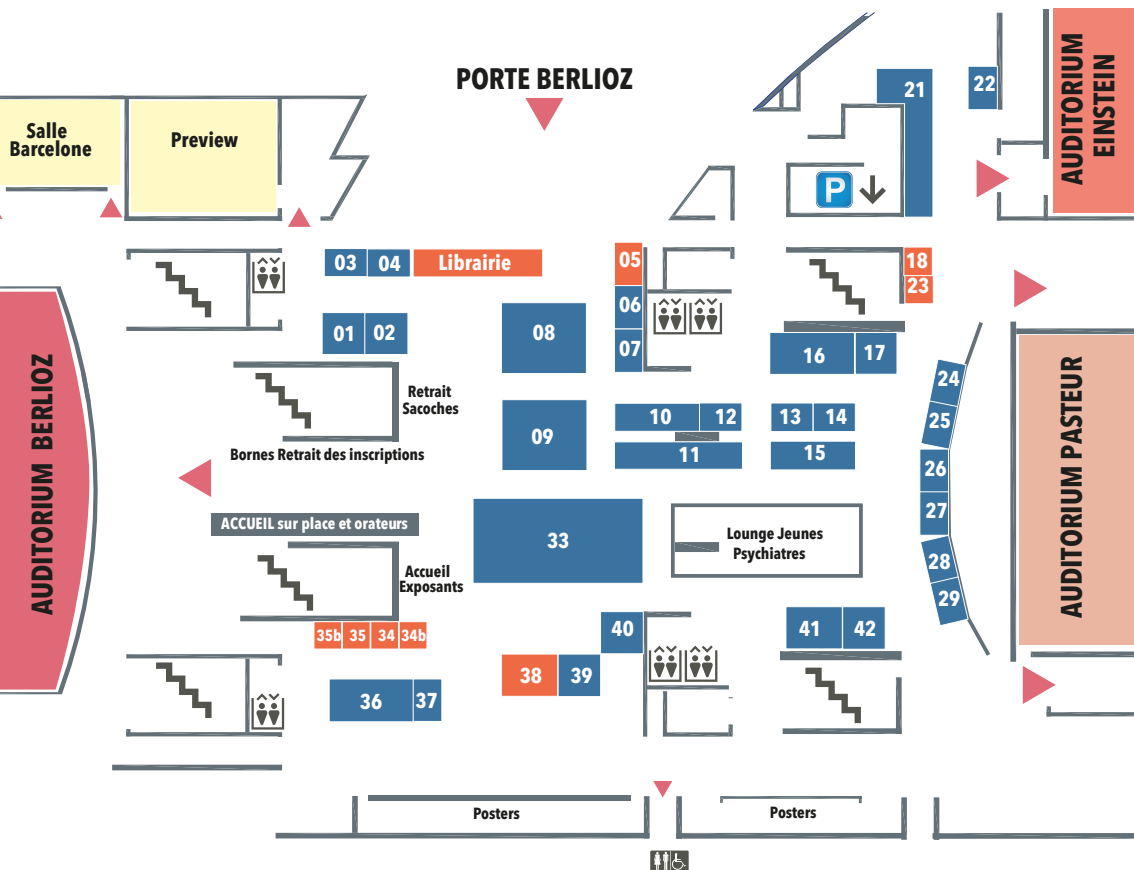 PORTE BERLIOZ
AUDITORIUM
EINSTEIN
21
22
Salle
Barcelone
Preview
P
03
04
Librairie
05
06
07
18
23
01
02
08
16
17
AUDITORIUM BERLIOZ
Retrait
Sacoches
Bornes Retrait des inscriptions
09
10
12
11
13
14
15
24
25
26
27
28
29
AUDITORIUM PASTEUR
ACCUEIL sur place et orateurs
33
Lounge Jeunes
Psychiatres
Accueil
Exposants
35b
35
34
34b
40
41
42
38
39
36
37
Posters
Posters